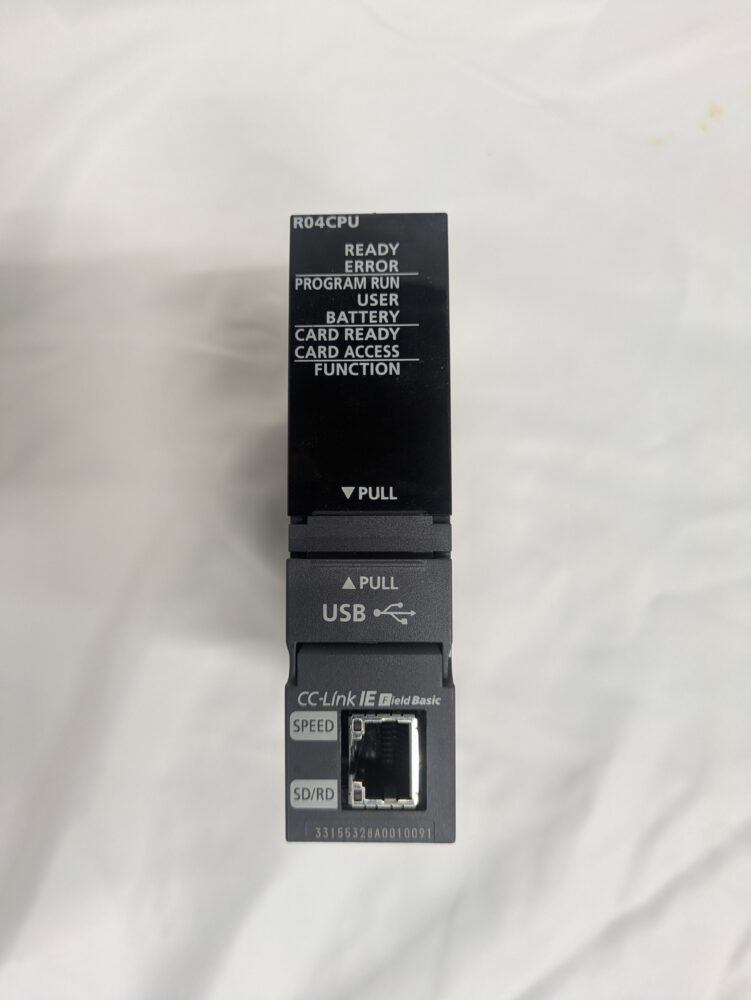 R04CPU
READY
ERROR
PROGRAM RUN
USER
BATTERY
CARD READY
CARD ACCESS
FUNCTION
▼PULL
▲PULL
USB
CC-Link IE Field Basic
SPEED
SD/RD
33155328A0010091